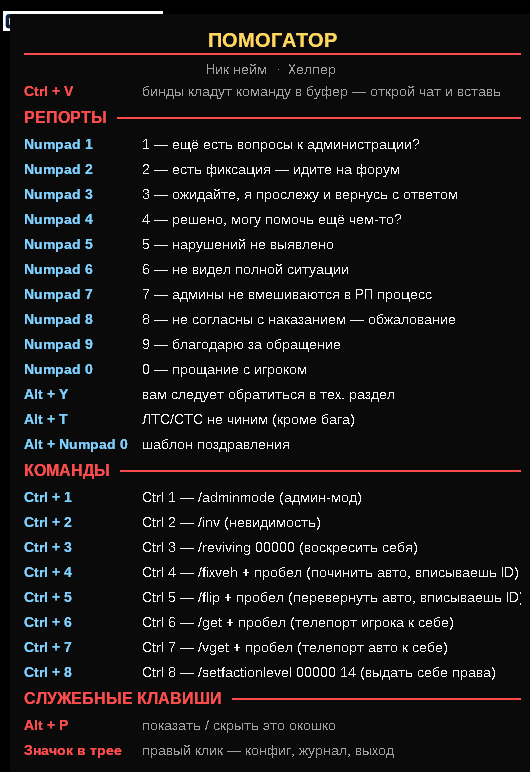 ПОМОГАТОР
Ник нейм · Хелпер
Ctrl + V бинды кладут команду в буфер — открой чат и вставь
РЕПОРТЫ
Numpad 1 1 — ещё есть вопросы к администрации?
Numpad 2 2 — есть фиксация — идите на форум
Numpad 3 3 — ожидайте, я прослежу и вернусь с ответом
Numpad 4 4 — решено, могу помочь ещё чем-то?
Numpad 5 5 — нарушений не выявлено
Numpad 6 6 — не видел полной ситуации
Numpad 7 7 — админы не вмешиваются в РП процесс
Numpad 8 8 — не согласны с наказанием — обжалование
Numpad 9 9 — благодарю за обращение
Numpad 0 0 — прощание с игроком
Alt + Y вам следует обратиться в тех. раздел
Alt + T ЛТС/СТС не чиним (кроме бага)
Alt + Numpad 0 шаблон поздравления
КОМАНДЫ
Ctrl + 1 Ctrl 1 — /adminmode (админ-мод)
Ctrl + 2 Ctrl 2 — /inv (невидимость)
Ctrl + 3 Ctrl 3 — /reviving 00000 (воскресить себя)
Ctrl + 4 Ctrl 4 — /fixveh + пробел (починить авто, вписываешь ID)
Ctrl + 5 Ctrl 5 — /flip + пробел (перевернуть авто, вписываешь ID)
Ctrl + 6 Ctrl 6 — /get + пробел (телепорт игрока к себе)
Ctrl + 7 Ctrl 7 — /vget + пробел (телепорт авто к себе)
Ctrl + 8 Ctrl 8 — /setfactionlevel 00000 14 (выдать себе права)
СЛУЖЕБНЫЕ КЛАВИШИ
Alt + P показать / скрыть это окошко
Значок в трее правый клик — конфиг, журнал, выход